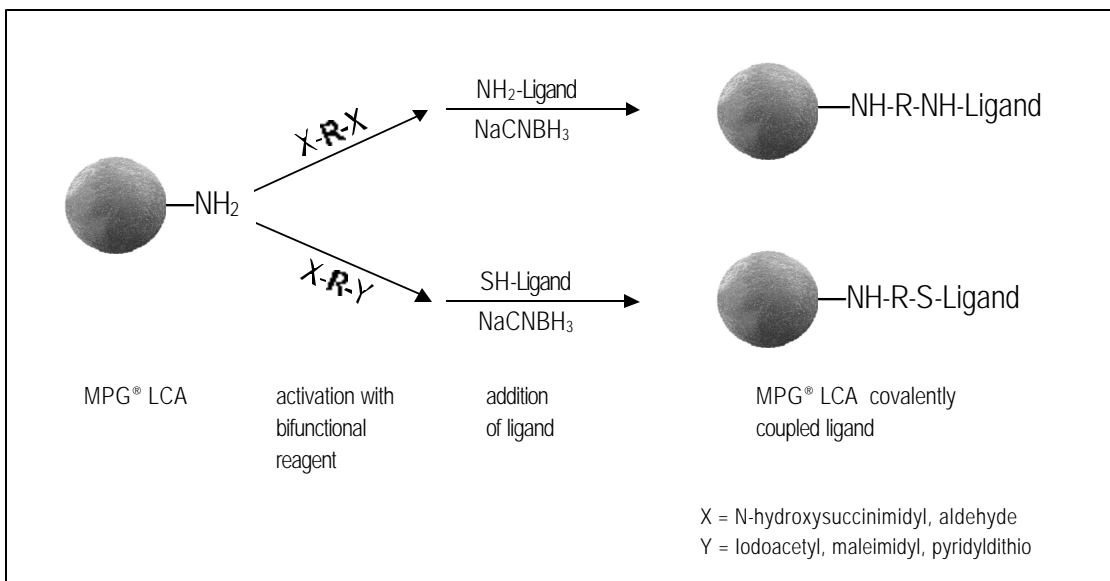 X-R-X
NH₂-Ligand
NaCNBH₃
NH-R-NH-Ligand
NH₂
X-R-Y
SH-Ligand
NaCNBH₃
NH-R-S-Ligand
MPG® LCA
activation with
bifunctional
reagent
addition
of ligand
MPG® LCA covalently
coupled ligand
X = N-hydroxysuccinimidyl, aldehyde
Y = Iodoacetyl, maleimidyl, pyridyldithio